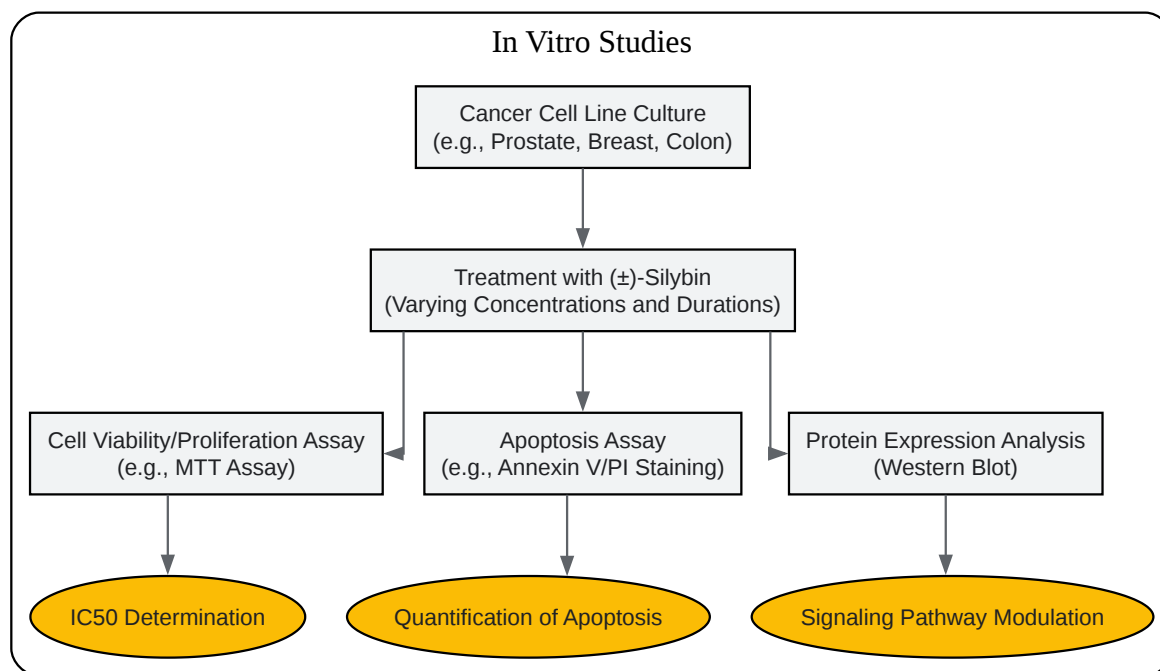 In Vitro Studies
Cancer Cell Line Culture
(e.g., Prostate, Breast, Colon)
Treatment with (±)-Silybin
(Varying Concentrations and Durations)
Cell Viability/Proliferation Assay
(e.g., MTT Assay)
Apoptosis Assay
(e.g., Annexin V/PI Staining)
Protein Expression Analysis
(Western Blot)
IC50 Determination
Quantification of Apoptosis
Signaling Pathway Modulation